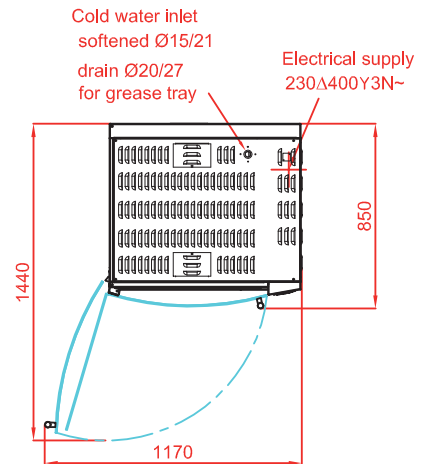 Cold water inlet
softened Ø15/21
drain Ø20/27
for grease tray
Electrical supply
230Δ400Y3N~
1440
850
1170